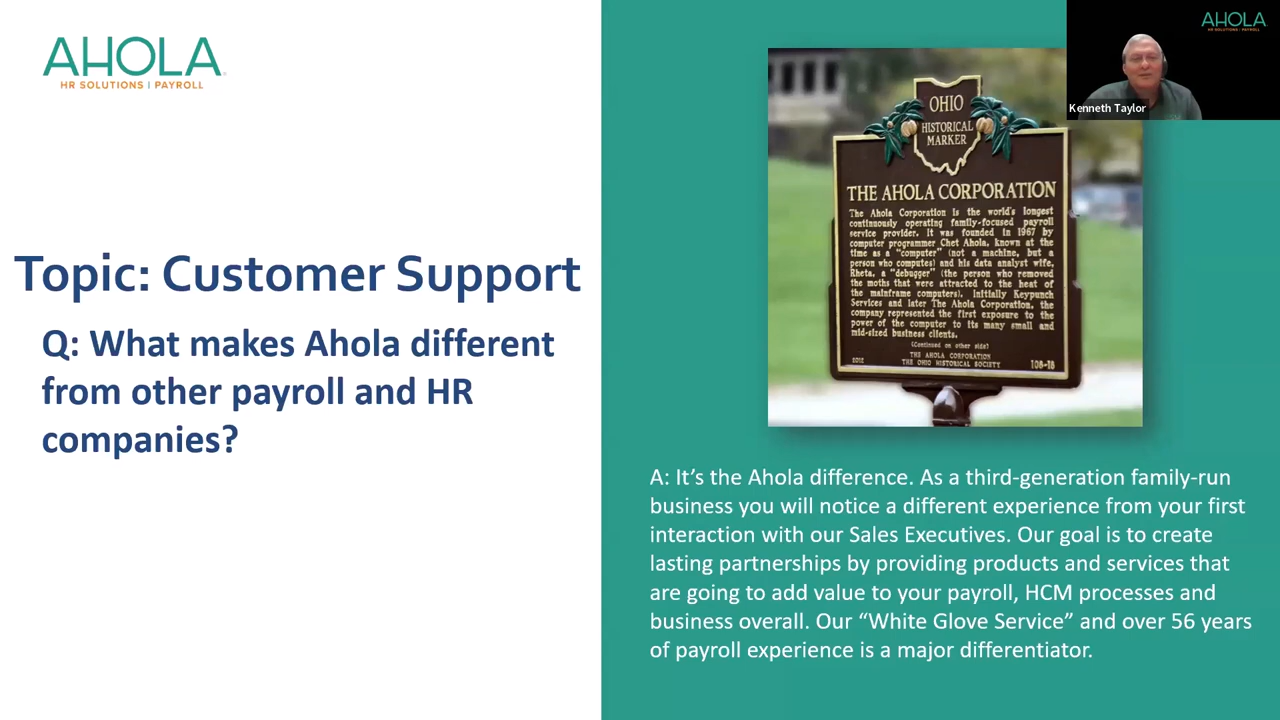 AHOLA
HR SOLUTIONS | PAYROLL
Topic: Customer Support
Q: What makes Ahola different
from other payroll and HR
companies?
OHIO
HISTORICAL
MARKER
THE AHOLA CORPORATION
The Ahola Corporation is the world's longest
continuously operating family-focused payroll
service provider. It was founded in 1967 by
computer programmer Chet Ahola, known at the
time as a "computer" (not a machine, but a
person who computes) and his data analyst wife,
Rheta, a "debugger" (the person who removed
the moths that were attracted to the heat of
the mainframe computers). Initially Keypunch
Services and later The Ahola Corporation, the
company represented the first exposure to the
power of the computer to its many small and
mid-sized business clients.
(Continued on other side)
THE AHOLA CORPORATION
THE OHIO HISTORICAL SOCIETY
108-18
A: It's the Ahola difference. As a third-generation family-run
business you will notice a different experience from your first
interaction with our Sales Executives. Our goal is to create
lasting partnerships by providing products and services that
are going to add value to your payroll, HCM processes and
business overall. Our “White Glove Service” and over 56 years
of payroll experience is a major differentiator.
AHOLA
HR SOLUTIONS | PAYROLL
Kenneth Taylor